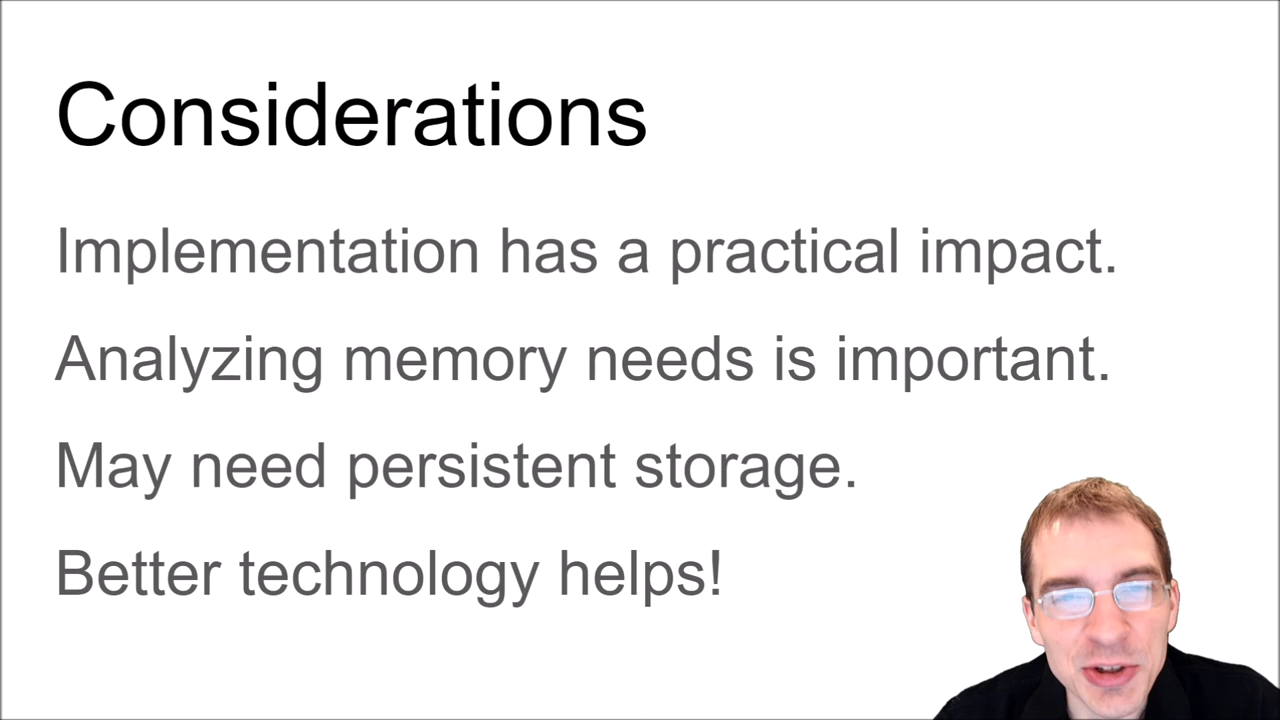 Considerations
Implementation has a practical impact.
Analyzing memory needs is important.
May need persistent storage.
Better technology helps!